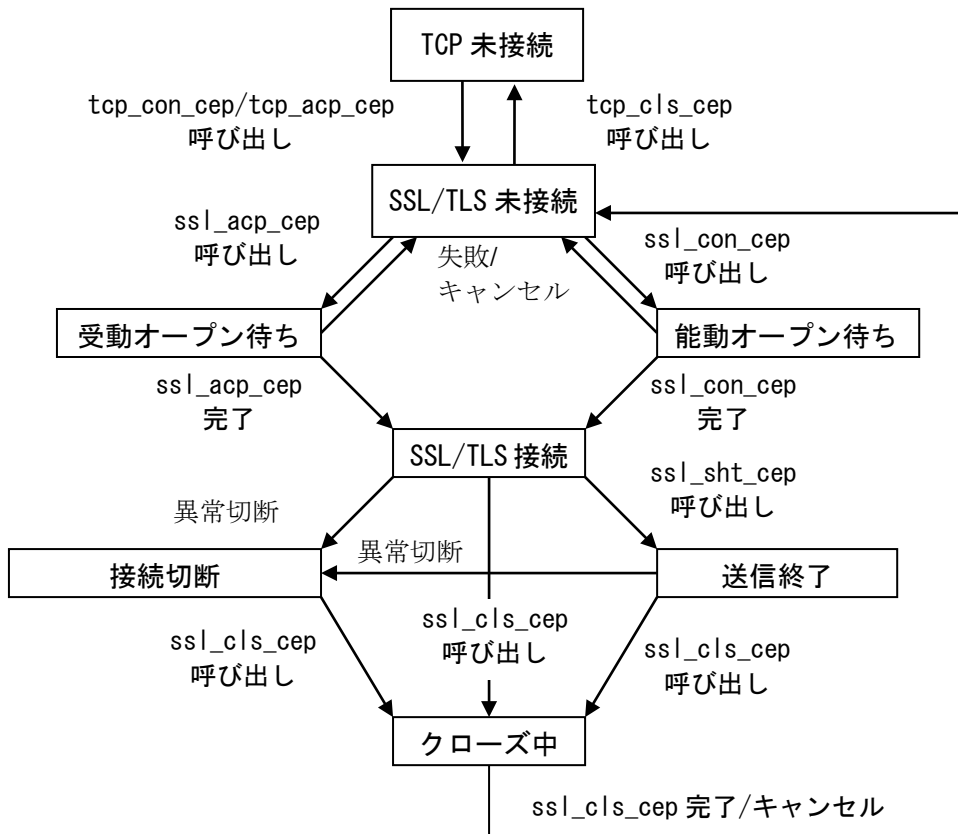 TCP 未接続
tcp_con_cep/tcp_acp_cep
呼び出し
tcp_cls_cep
呼び出し
SSL/TLS 未接続
ssl_acp_cep
呼び出し
失敗/
キャンセル
ssl_con_cep
呼び出し
受動オープン待ち
能動オープン待ち
ssl_acp_cep
完了
ssl_con_cep
完了
SSL/TLS 接続
ssl_sht_cep
呼び出し
異常切断
異常切断
接続切断
送信終了
ssl_cls_cep
呼び出し
ssl_cls_cep
呼び出し
ssl_cls_cep
呼び出し
クローズ中
ssl_cls_cep 完了/キャンセル